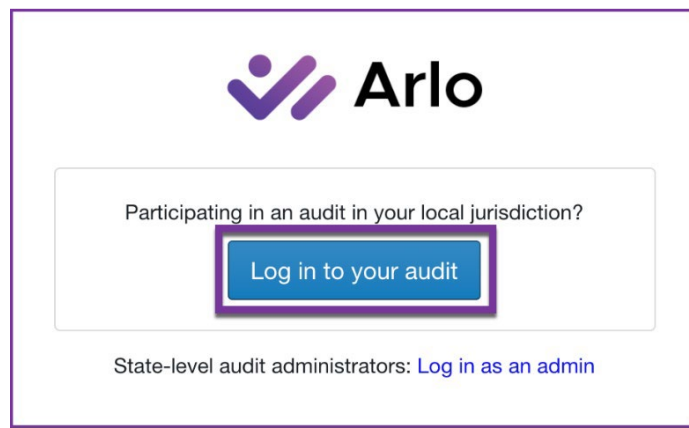 Arlo
Participating in an audit in your local jurisdiction?
Log in to your audit
State-level audit administrators: Log in as an admin